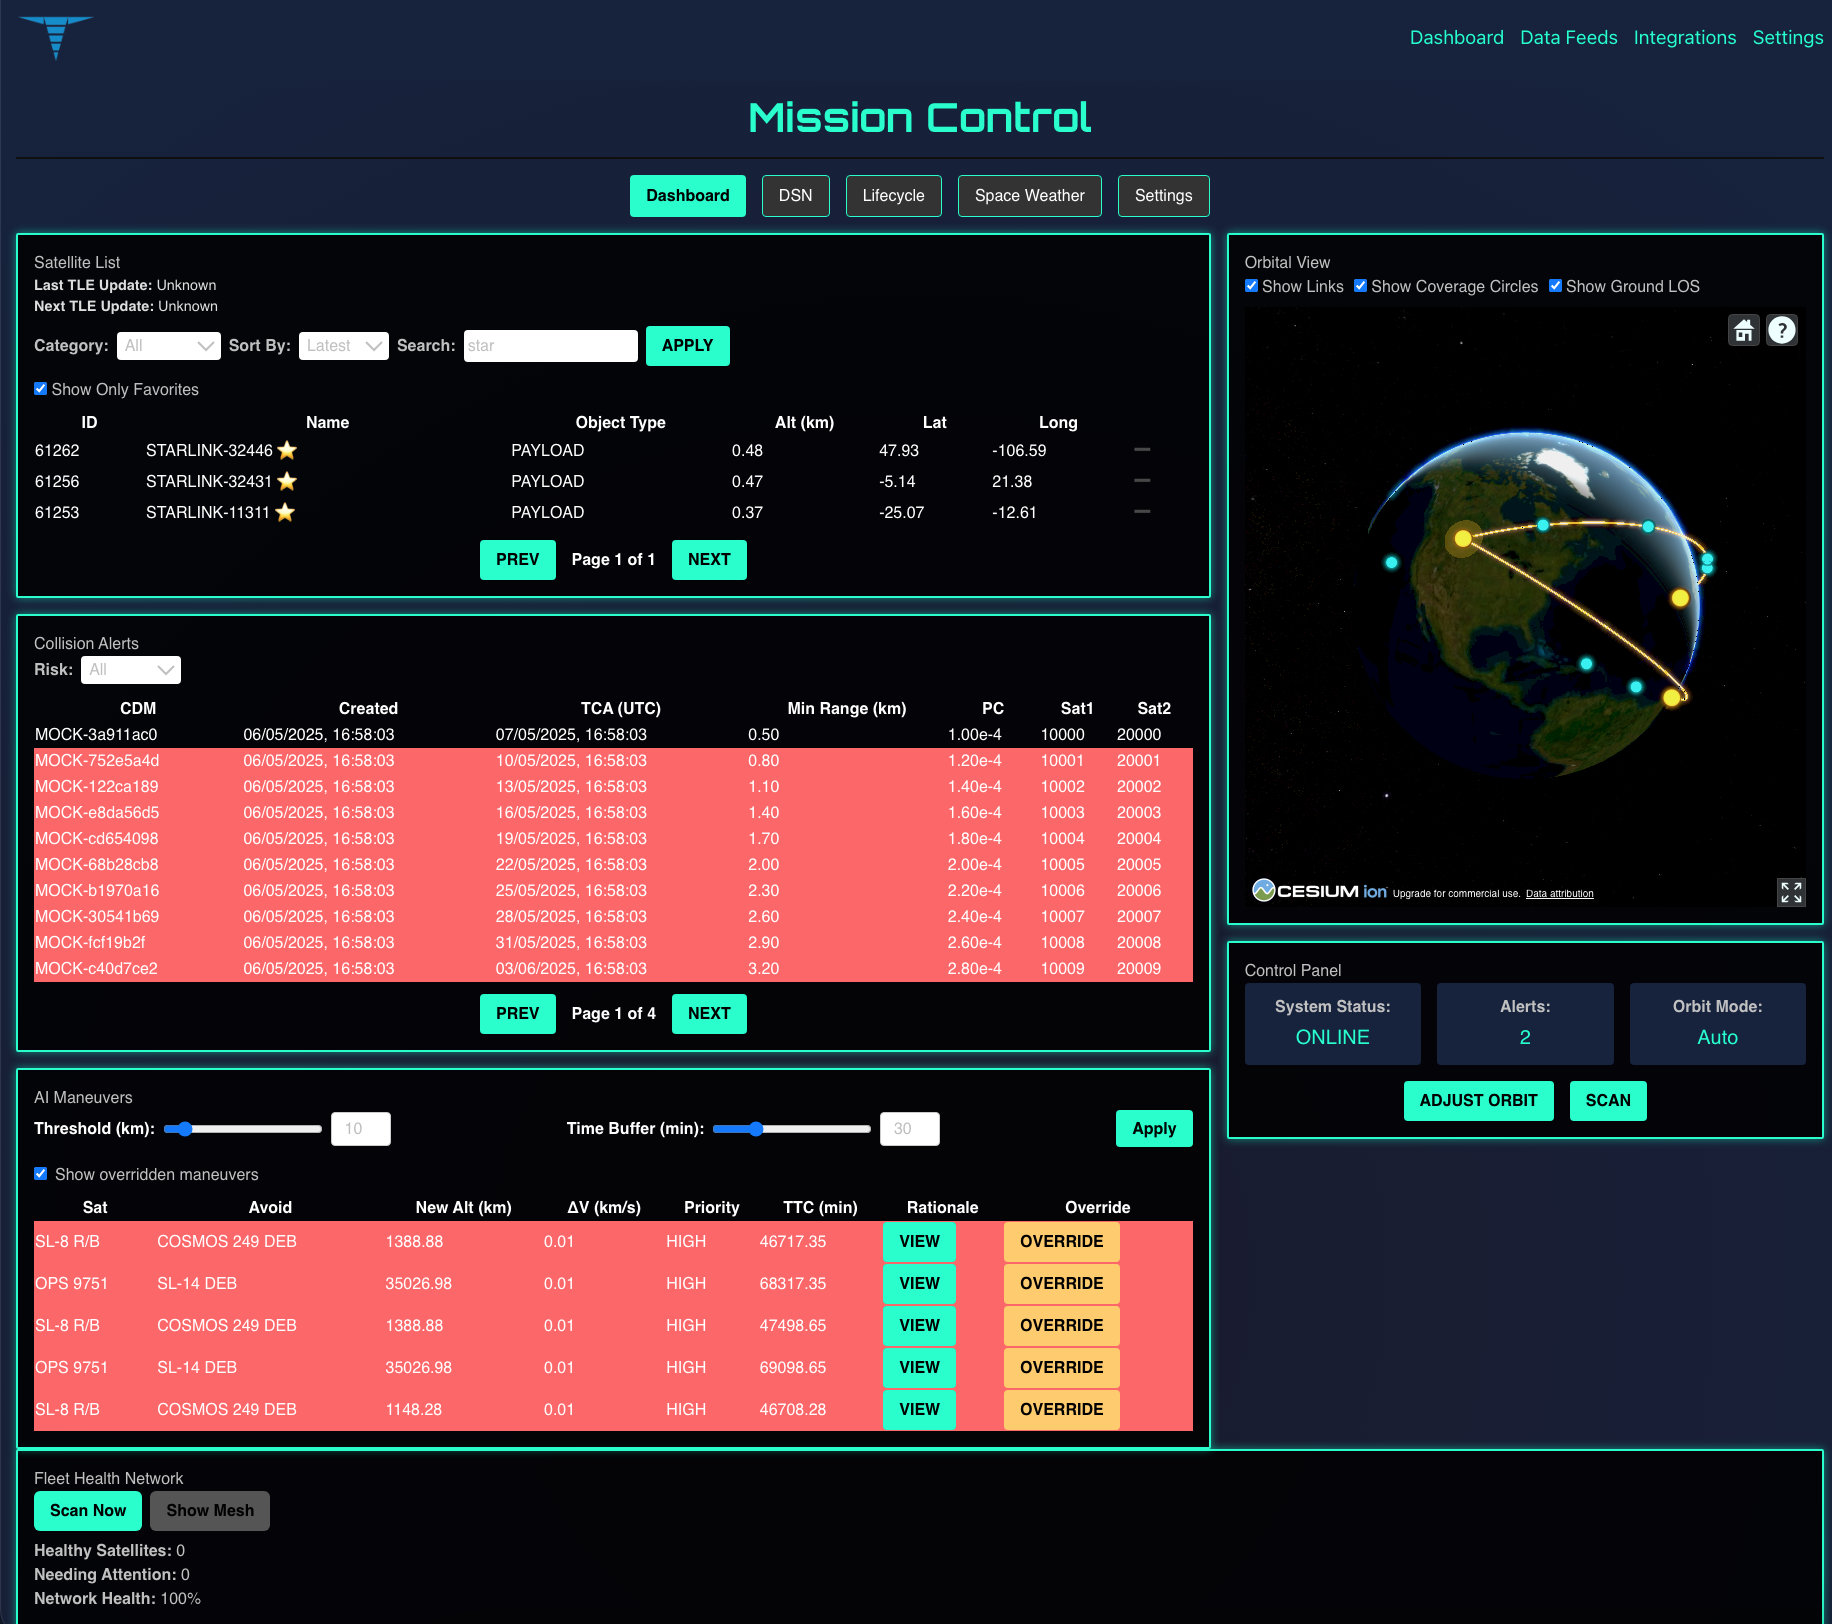 Dashboard Data Feeds Integrations Settings
Mission Control
Dashboard DSN Lifecycle Space Weather Settings
Satellite List
Last TLE Update: Unknown
Next TLE Update: Unknown
Category: All Sort By: Latest Search: star APPLY
Show Only Favorites
ID Name Object Type Alt (km) Lat Long
61262 STARLINK-32446 PAYLOAD 0.48 47.93 -106.59
61256 STARLINK-32431 PAYLOAD 0.47 -5.14 21.38
61253 STARLINK-11311 PAYLOAD 0.37 -25.07 -12.61
PREV Page 1 of 1 NEXT
Collision Alerts
Risk: All
CDM Created TCA (UTC) Min Range (km) PC Sat1 Sat2
MOCK-3a911ac0 06/05/2025, 16:58:03 07/05/2025, 16:58:03 0.50 1.00e-4 10000 20000
MOCK-752e5a4d 06/05/2025, 16:58:03 10/05/2025, 16:58:03 0.80 1.20e-4 10001 20001
MOCK-122ca189 06/05/2025, 16:58:03 13/05/2025, 16:58:03 1.10 1.40e-4 10002 20002
MOCK-e8da56d5 06/05/2025, 16:58:03 16/05/2025, 16:58:03 1.40 1.60e-4 10003 20003
MOCK-cd654098 06/05/2025, 16:58:03 19/05/2025, 16:58:03 1.70 1.80e-4 10004 20004
MOCK-68b28cb8 06/05/2025, 16:58:03 22/05/2025, 16:58:03 2.00 2.00e-4 10005 20005
MOCK-b1970a16 06/05/2025, 16:58:03 25/05/2025, 16:58:03 2.30 2.20e-4 10006 20006
MOCK-30541b69 06/05/2025, 16:58:03 28/05/2025, 16:58:03 2.60 2.40e-4 10007 20007
MOCK-fcf19b2f 06/05/2025, 16:58:03 31/05/2025, 16:58:03 2.90 2.60e-4 10008 20008
MOCK-c40d7ce2 06/05/2025, 16:58:03 03/06/2025, 16:58:03 3.20 2.80e-4 10009 20009
PREV Page 1 of 4 NEXT
AI Maneuvers
Threshold (km): 10 Time Buffer (min): 30 Apply
Show overridden maneuvers
Sat Avoid New Alt (km) ΔV (km/s) Priority TTC (min) Rationale Override
SL-8 R/B COSMOS 249 DEB 1388.88 0.01 HIGH 46717.35 VIEW OVERRIDE
OPS 9751 SL-14 DEB 35026.98 0.01 HIGH 68317.35 VIEW OVERRIDE
SL-8 R/B COSMOS 249 DEB 1388.88 0.01 HIGH 47498.65 VIEW OVERRIDE
OPS 9751 SL-14 DEB 35026.98 0.01 HIGH 69098.65 VIEW OVERRIDE
SL-8 R/B COSMOS 249 DEB 1148.28 0.01 HIGH 46708.28 VIEW OVERRIDE
Orbital View
Show Links Show Coverage Circles Show Ground LOS
?
CESIUM ion Upgrade for commercial use. Data attribution
Control Panel
System Status: Alerts: Orbit Mode:
ONLINE 2 Auto
ADJUST ORBIT SCAN
Fleet Health Network
Scan Now Show Mesh
Healthy Satellites: 0
Needing Attention: 0
Network Health: 100%